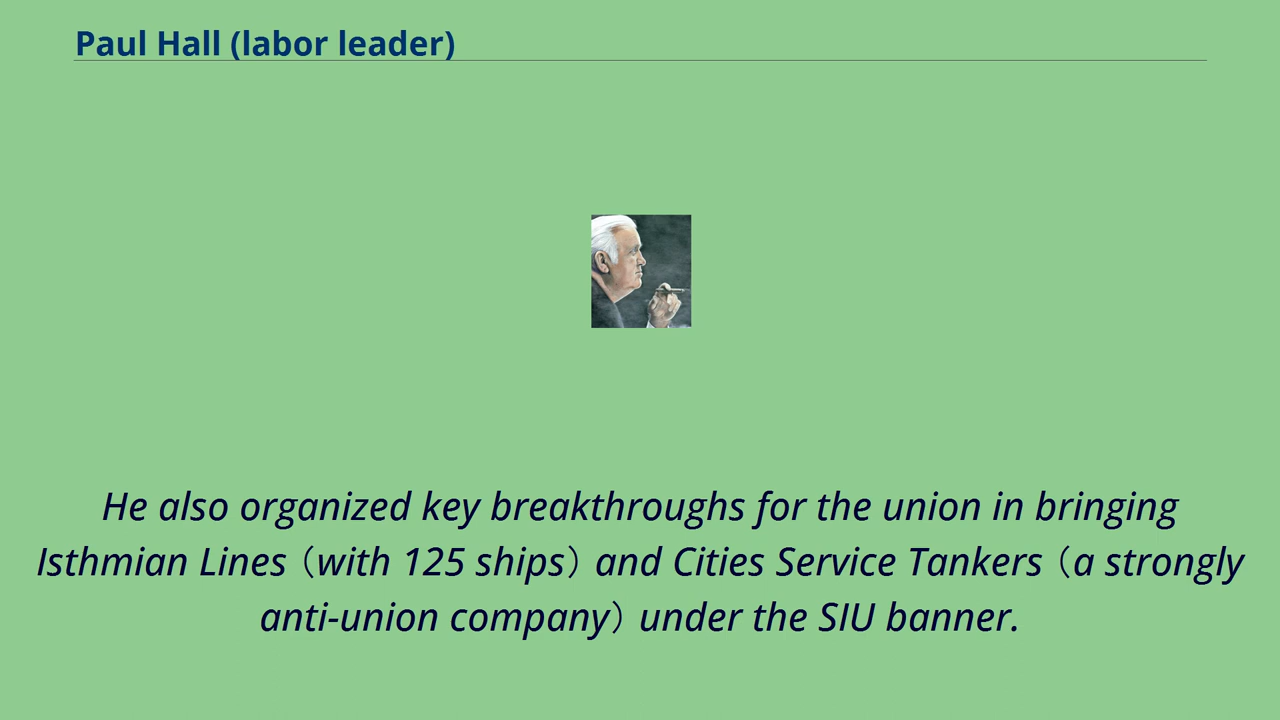 Paul Hall (labor leader)
He also organized key breakthroughs for the union in bringing
Isthmian Lines（with 125 ships）and Cities Service Tankers（a strongly
anti-union company）under the SIU banner.